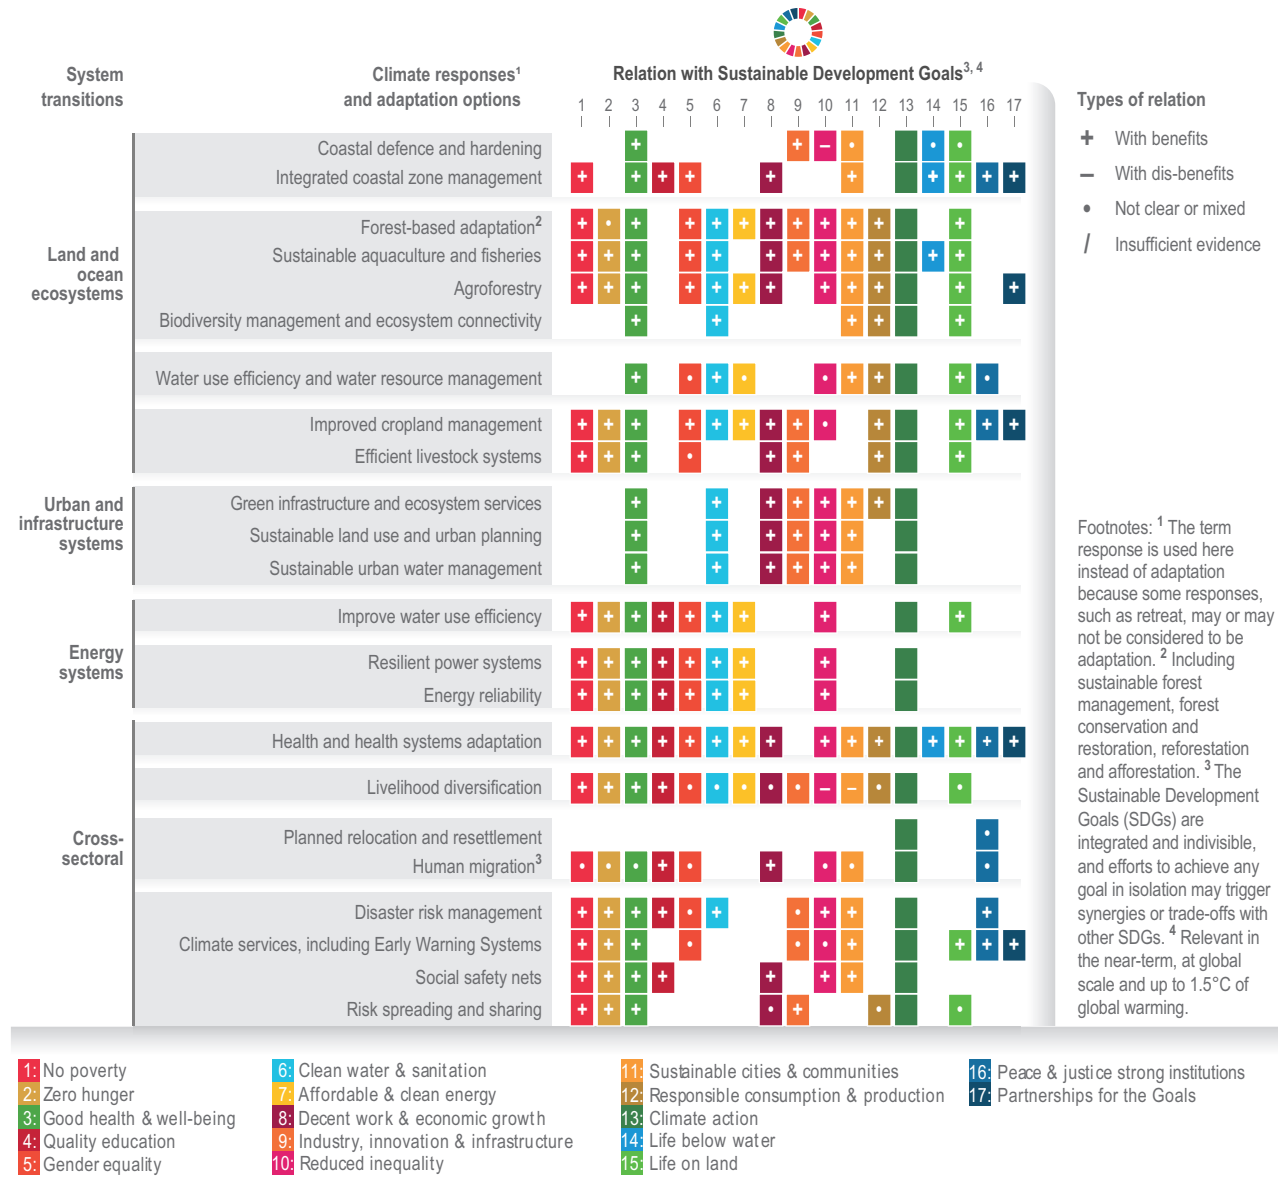 System
transitions
Climate responses¹
and adaptation options
Relation with Sustainable Development Goals³, ⁴
1 2 3 4 5 6 7 8 9 10 11 12 13 14 15 16 17
Types of relation
+ With benefits
– With dis-benefits
• Not clear or mixed
/ Insufficient evidence
Land and
ocean
ecosystems
Coastal defence and hardening
+ + – • • •
Integrated coastal zone management
+ + + + + + + + + +
Forest-based adaptation²
+ • + + + + + + + + + +
Sustainable aquaculture and fisheries
+ + + + + + + + + + + +
Agroforestry
+ + + + + + + + + + + +
Biodiversity management and ecosystem connectivity
+ + + + +
Water use efficiency and water resource management
+ • + • • + + + •
Improved cropland management
+ + + + + + + + • + + + +
Efficient livestock systems
+ + + • + + + +
Urban and
infrastructure
systems
Green infrastructure and ecosystem services
+ + + + + + +
Sustainable land use and urban planning
+ + + + + +
Sustainable urban water management
+ + + + + +
Energy
systems
Improve water use efficiency
+ + + + + + + + +
Resilient power systems
+ + + + + + + +
Energy reliability
+ + + + + + + +
Cross-
sectoral
Health and health systems adaptation
+ + + + + + + + + + + + + + +
Livelihood diversification
+ + + + • • • • • – – • •
Planned relocation and resettlement
•
Human migration³
• • • + • + • • •
Disaster risk management
+ + + + • + • + + +
Climate services, including Early Warning Systems
+ + + • • • + + + +
Social safety nets
+ + + + + + +
Risk spreading and sharing
+ + + • + • •
Footnotes: ¹ The term
response is used here
instead of adaptation
because some responses,
such as retreat, may or may
not be considered to be
adaptation. ² Including
sustainable forest
management, forest
conservation and
restoration, reforestation
and afforestation. ³ The
Sustainable Development
Goals (SDGs) are
integrated and indivisible,
and efforts to achieve any
goal in isolation may trigger
synergies or trade-offs with
other SDGs. ⁴ Relevant in
the near-term, at global
scale and up to 1.5°C of
global warming.
1: No poverty
2: Zero hunger
3: Good health & well-being
4: Quality education
5: Gender equality
6: Clean water & sanitation
7: Affordable & clean energy
8: Decent work & economic growth
9: Industry, innovation & infrastructure
10: Reduced inequality
11: Sustainable cities & communities
12: Responsible consumption & production
13: Climate action
14: Life below water
15: Life on land
16: Peace & justice strong institutions
17: Partnerships for the Goals